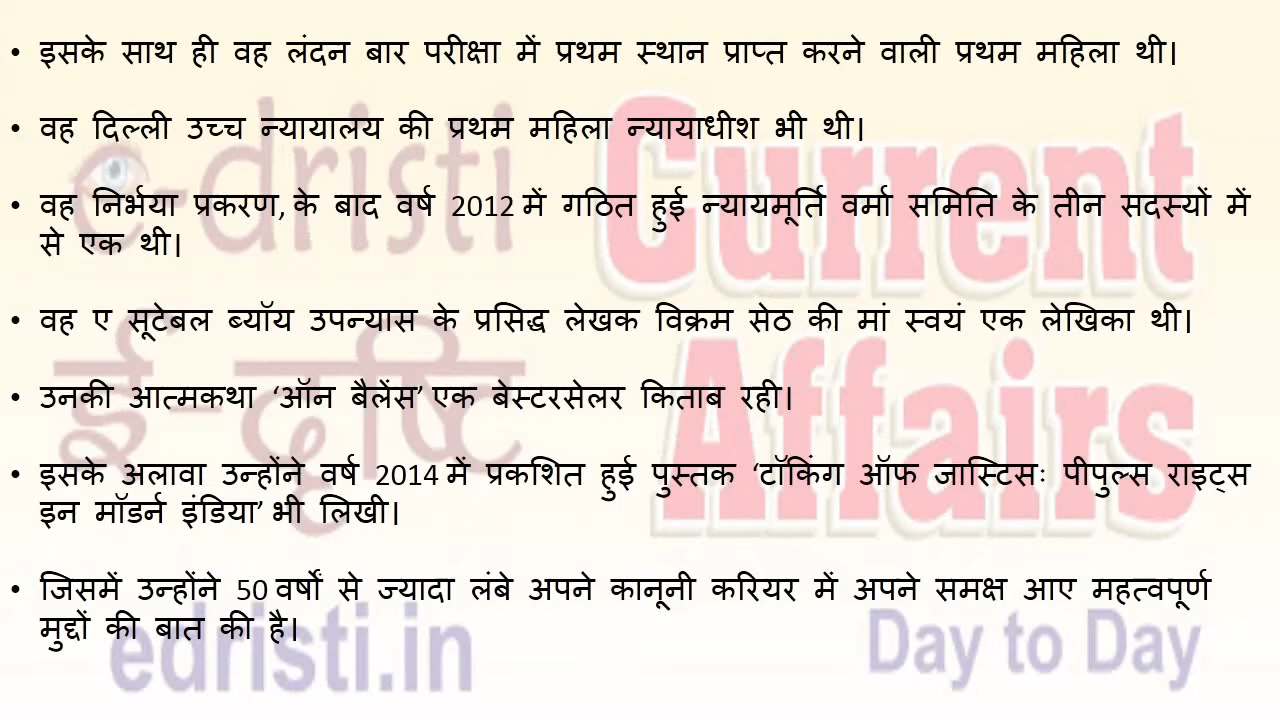 • इसके साथ ही वह लंदन बार परीक्षा में प्रथम स्थान प्राप्त करने वाली प्रथम महिला थी।
• वह दिल्ली उच्च न्यायालय की प्रथम महिला न्यायाधीश भी थी।
• वह निर्भया प्रकरण, के बाद वर्ष 2012 में गठित हुई न्यायमूर्ति वर्मा समिति के तीन सदस्यों में
से एक थी।
• वह ए सूटेबल ब्यॉय उपन्यास के प्रसिद्ध लेखक विक्रम सेठ की मां स्वयं एक लेखिका थी।
• उनकी आत्मकथा ‘ऑन बैलेंस’ एक बेस्टरसेलर किताब रही।
• इसके अलावा उन्होंने वर्ष 2014 में प्रकशित हुई पुस्तक ‘टॉकिंग ऑफ जास्टिसः पीपुल्स राइट्स
इन मॉडर्न इंडिया’ भी लिखी।
• जिसमें उन्होंने 50 वर्षों से ज्यादा लंबे अपने कानूनी करियर में अपने समक्ष आए महत्वपूर्ण
मुद्दों की बात की है।
e-dristi
ई-दृष्टि
edristi.in
Current
Affairs
Day to Day